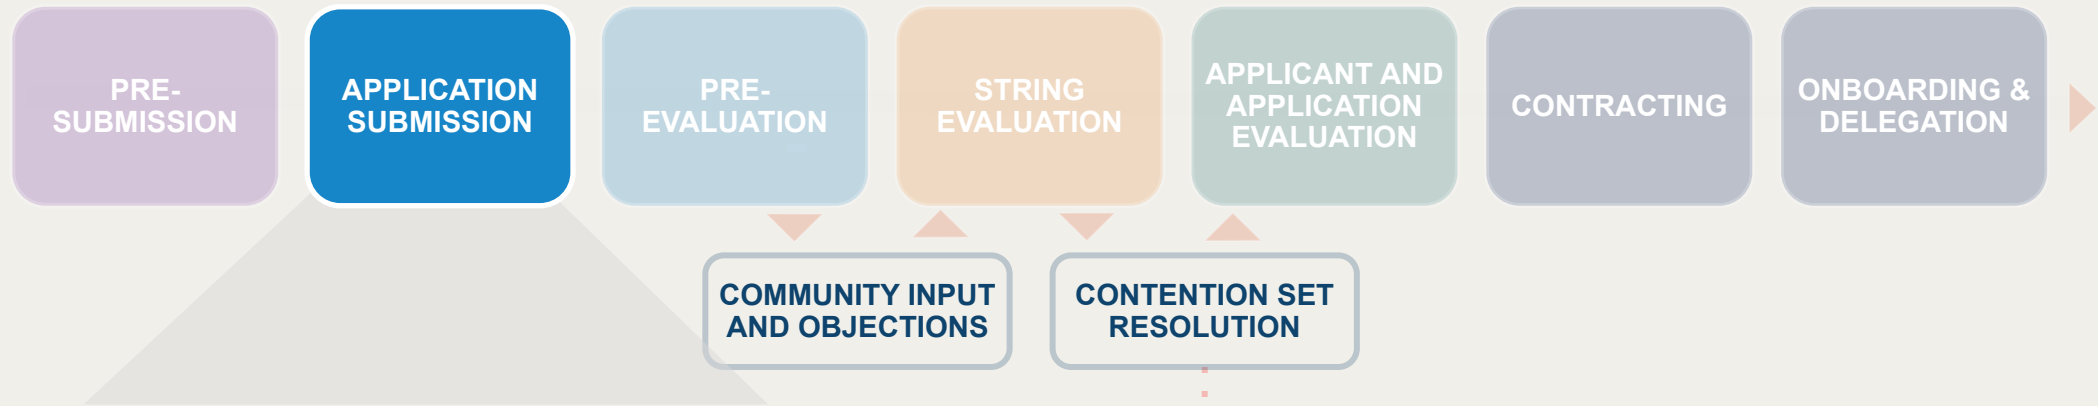 PRE-
SUBMISSION
APPLICATION
SUBMISSION
PRE-
EVALUATION
STRING
EVALUATION
APPLICANT AND
APPLICATION
EVALUATION
CONTRACTING
ONBOARDING &
DELEGATION
COMMUNITY INPUT
AND OBJECTIONS
CONTENTION SET
RESOLUTION